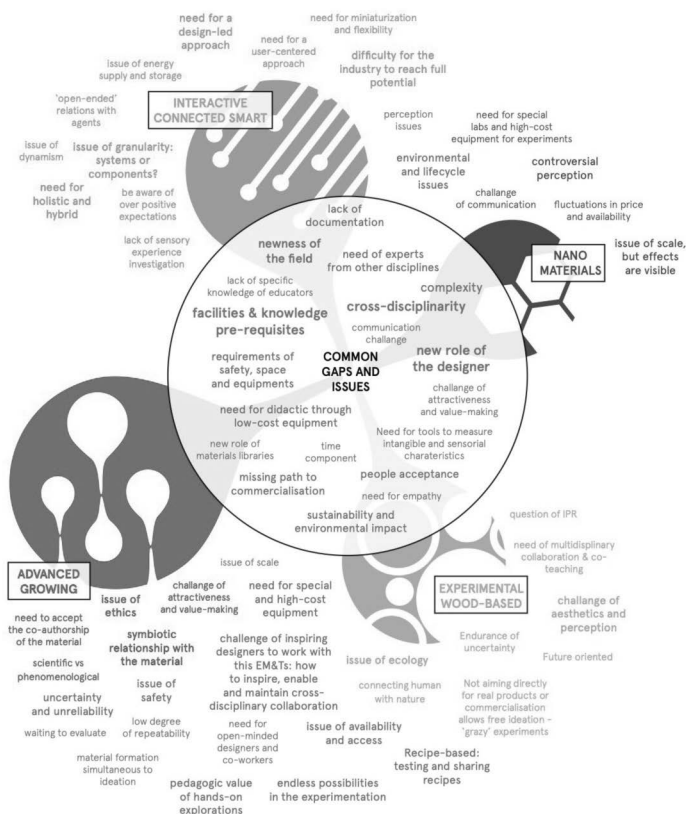 need for a
design-led
approach
need for miniaturization
and flexibility
need for a
user-centered
approach
issue of energy
supply and storage
difficulty for the
industry to reach full
potential
INTERACTIVE
CONNECTED SMART
'open-ended'
relations with
agents
perception
issues
need for special
labs and high-cost
equipment for experiments
issue of
dynamism
issue of granularity:
systems or
components?
environmental
and lifecycle
issues
controversial
perception
need for
holistic and
hybrid
be aware of
over positive
expectations
challange
of communication
fluctuations in price
and availability
lack of sensory
experience
investigation
NANO
MATERIALS
issue of scale,
but effects
are visible
lack of
documentation
newness of
the field
need of experts
from other disciplines
lack of specific
knowledge of educators
complexity
facilities & knowledge
pre-requisites
cross-disciplinarity
communication
challange
requirements of
safety, space
and equipments
COMMON
GAPS AND
ISSUES
new role of
the designer
challange of
attractiveness
and value-making
need for didactic through
low-cost equipment
Need for tools to measure
intangible and sensorial
charateristics
new role of
materials libraries
time
component
missing path to
commercialisation
people acceptance
need for empathy
sustainability and
environmental impact
ADVANCED
GROWING
issue of scale
issue of
ethics
challange of
attractiveness
and value-making
need for special
and high-cost
equipment
need to accept
the co-authorship
of the material
symbiotic
relationship with
the material
challenge of inspiring
designers to work with
this EM&Ts: how
to inspire, enable
and maintain cross-
disciplinary collaboration
scientific vs
phenomenological
uncertainty
and unreliability
issue of
safety
waiting to evaluate
low degree
of repeatability
need for
open-minded
designers and
co-workers
material formation
simultaneous to
ideation
pedagogic value
of hands-on
explorations
endless possibilities
in the experimentation
EXPERIMENTAL
WOOD-BASED
question of IPR
need of multidisplinary
collaboration & co-
teaching
challange of
aesthetics and
perception
Endurance of
uncertainty
Future oriented
issue of ecology
connecting human
with nature
Not aiming directly
for real products or
commercialisation
allows free ideation -
'grazy' experiments
issue of availability
and access
Recipe-based:
testing and sharing
recipes